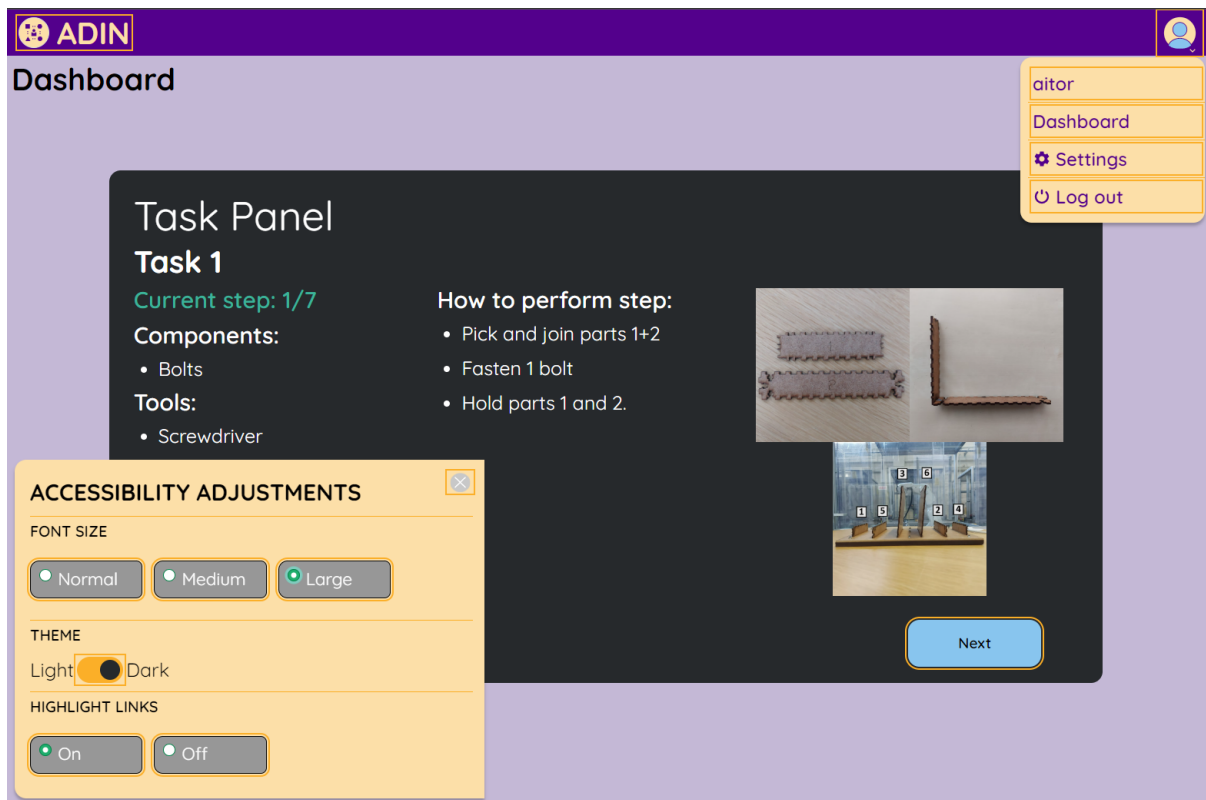 ADIN
Dashboard
aitor
Dashboard
Settings
Log out
Task Panel
Task 1
Current step: 1/7
Components:
• Bolts
Tools:
• Screwdriver
How to perform step:
• Pick and join parts 1+2
• Fasten 1 bolt
• Hold parts 1 and 2.
3 6
1 5 2 4
Next
ACCESSIBILITY ADJUSTMENTS
FONT SIZE
Normal Medium Large
THEME
Light Dark
HIGHLIGHT LINKS
On Off